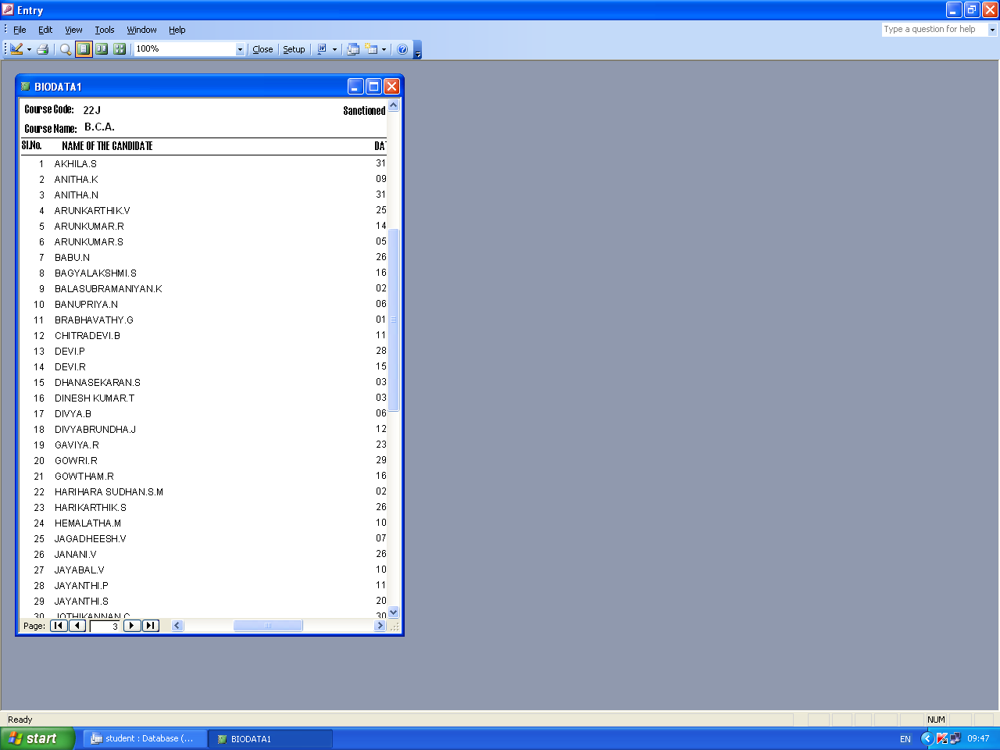 Entry
File Edit View Tools Window Help
Type a question for help
100% Close Setup
BIODATA1
Course Code: 22J Sanctioned
Course Name: B.C.A.
Sl.No. NAME OF THE CANDIDATE DAT
1 AKHILA.S 31
2 ANITHA.K 09
3 ANITHA.N 31
4 ARUNKARTHIK.V 25
5 ARUNKUMAR.R 14
6 ARUNKUMAR.S 05
7 BABU.N 26
8 BAGYALAKSHMI.S 16
9 BALASUBRAMANIYAN.K 02
10 BANUPRIYA.N 06
11 BRABHAVATHY.G 01
12 CHITRADEVI.B 11
13 DEVI.P 28
14 DEVI.R 15
15 DHANASEKARAN.S 03
16 DINESH KUMAR.T 03
17 DIVYA.B 06
18 DIVYABRUNDHA.J 12
19 GAVIYA.R 23
20 GOWRI.R 29
21 GOWTHAM.R 16
22 HARIHARA SUDHAN.S.M 02
23 HARIKARTHIK.S 26
24 HEMALATHA.M 10
25 JAGADHEESH.V 07
26 JANANI.V 26
27 JAYABAL.V 10
28 JAYANTHI.P 11
29 JAYANTHI.S 20
30 JOTHIKANNAN.C 30
Page: 3
Ready NUM
start student : Database (... BIODATA1 EN 09:47